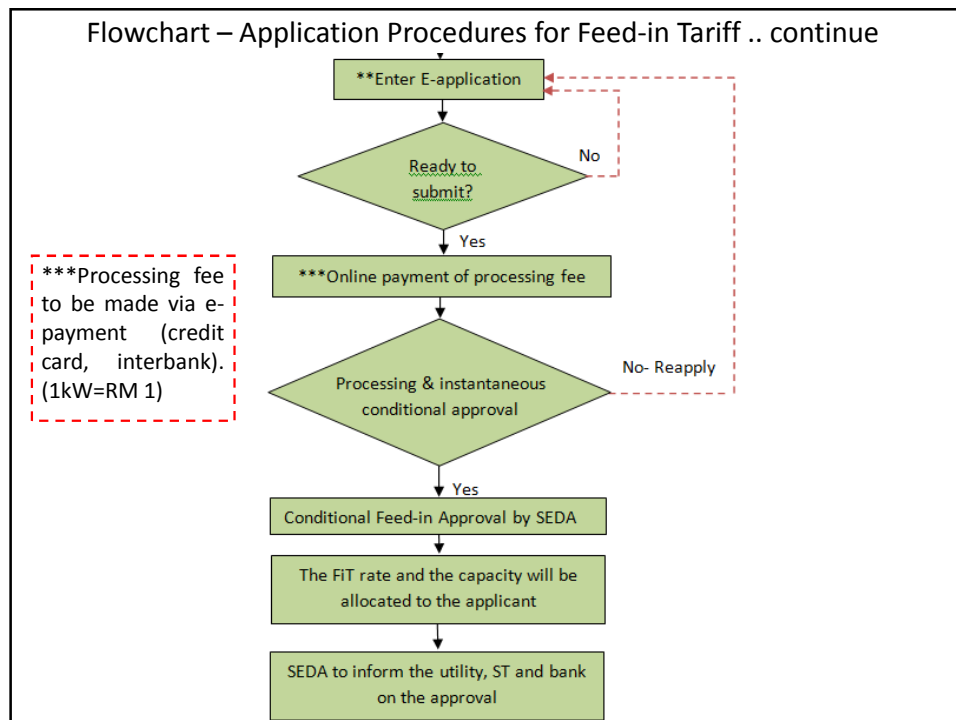 Flowchart – Application Procedures for Feed-in Tariff .. continue
**Enter E-application
No
Ready to
submit?
Yes
***Processing fee
to be made via e-
payment (credit
card, interbank).
(1kW=RM 1)
***Online payment of processing fee
No- Reapply
Processing & instantaneous
conditional approval
Yes
Conditional Feed-in Approval by SEDA
The FiT rate and the capacity will be
allocated to the applicant
SEDA to inform the utility, ST and bank
on the approval